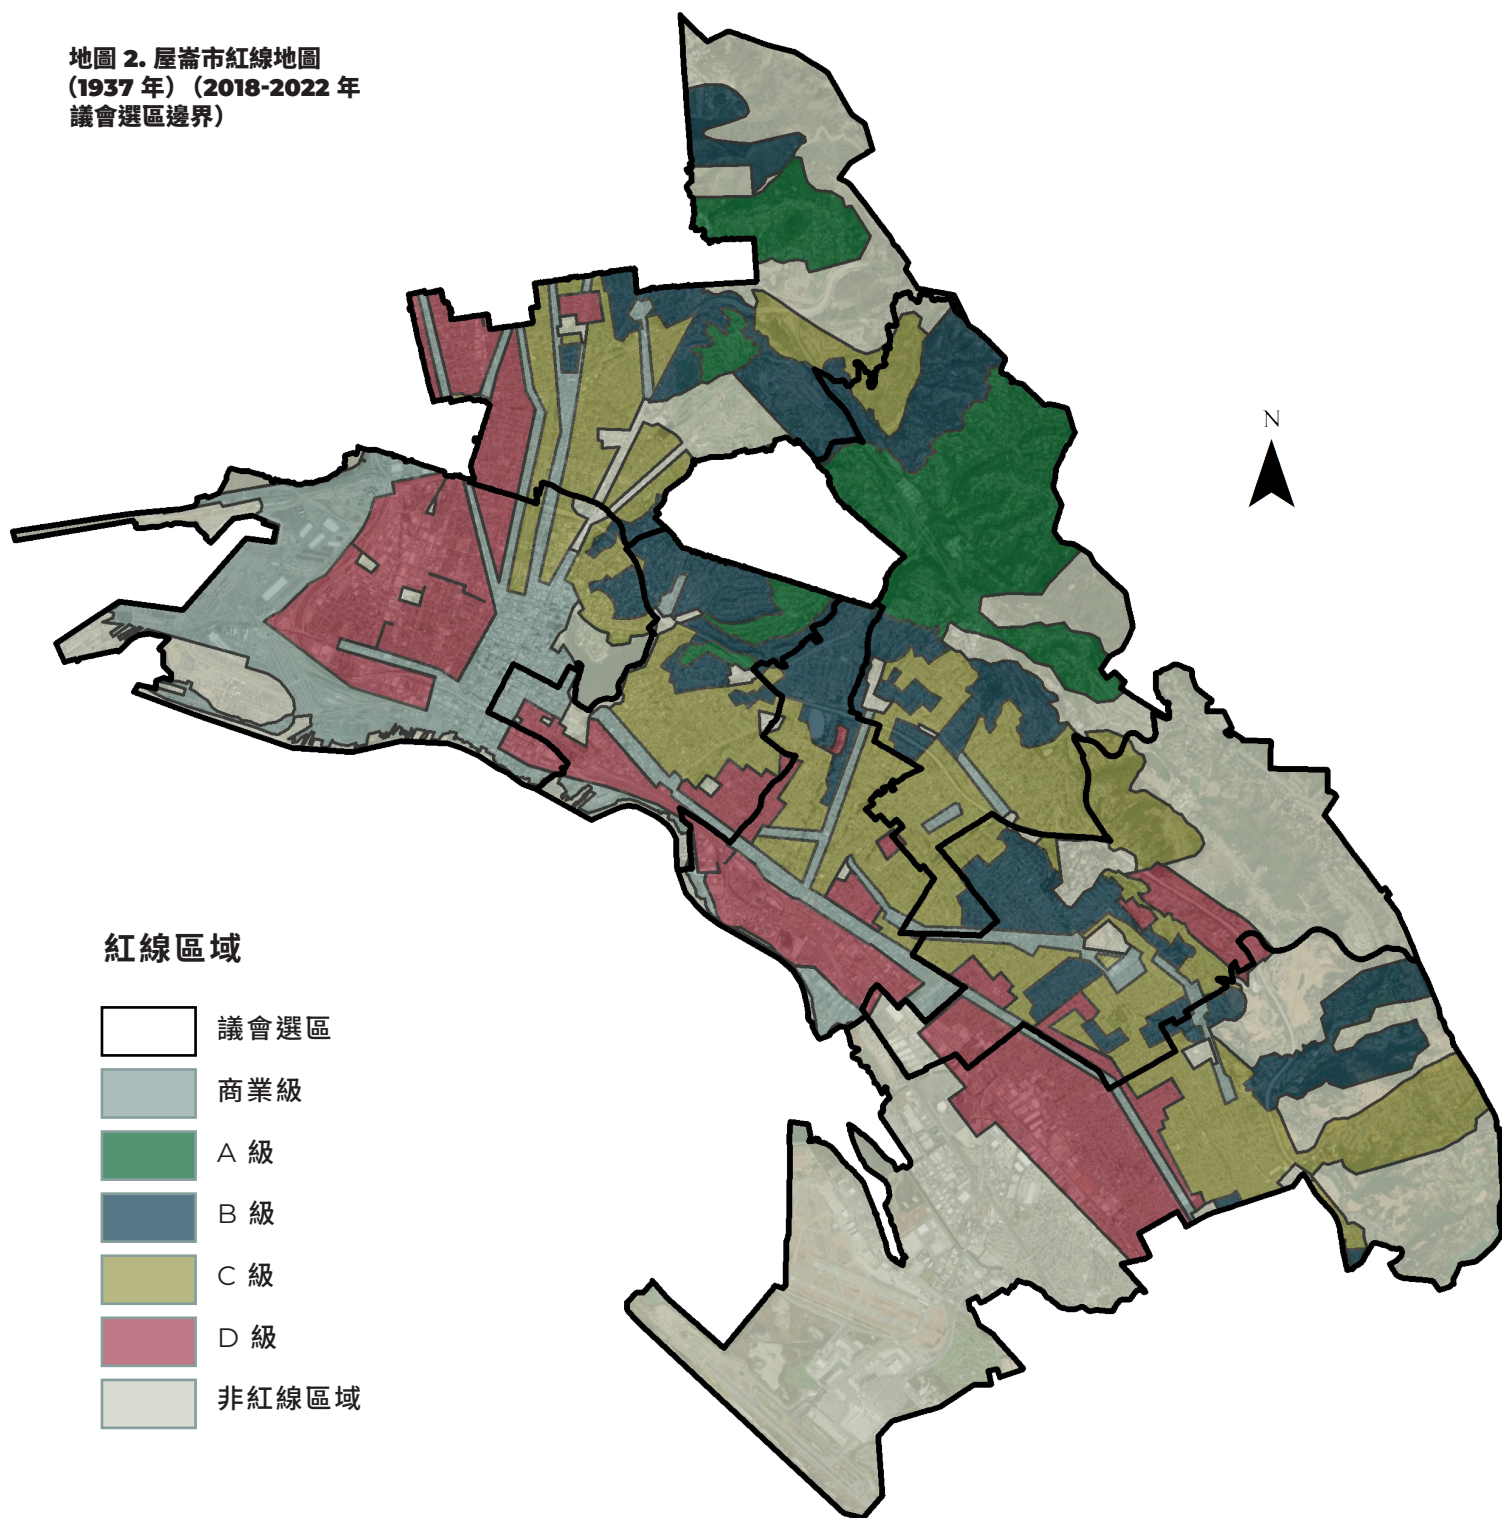 地圖 2. 屋崙市紅線地圖
（1937 年）（2018-2022 年
議會選區邊界）
N
紅線區域
議會選區
商業級
A 級
B 級
C 級
D 級
非紅線區域